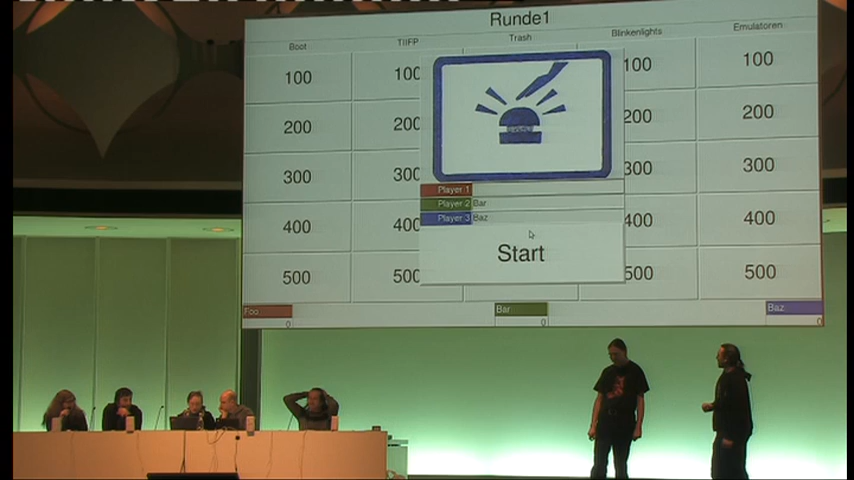 Runde1
Boot TIIFP Trash Blinkenlights Emulatoren
100 100 100 100
200 200 200 200
300 300 300 300
400 400 400 400
500 500 500 500
Player 1
Player 2 Bar
Player 3 Baz
Start
Foo Bar Baz
0 0 0